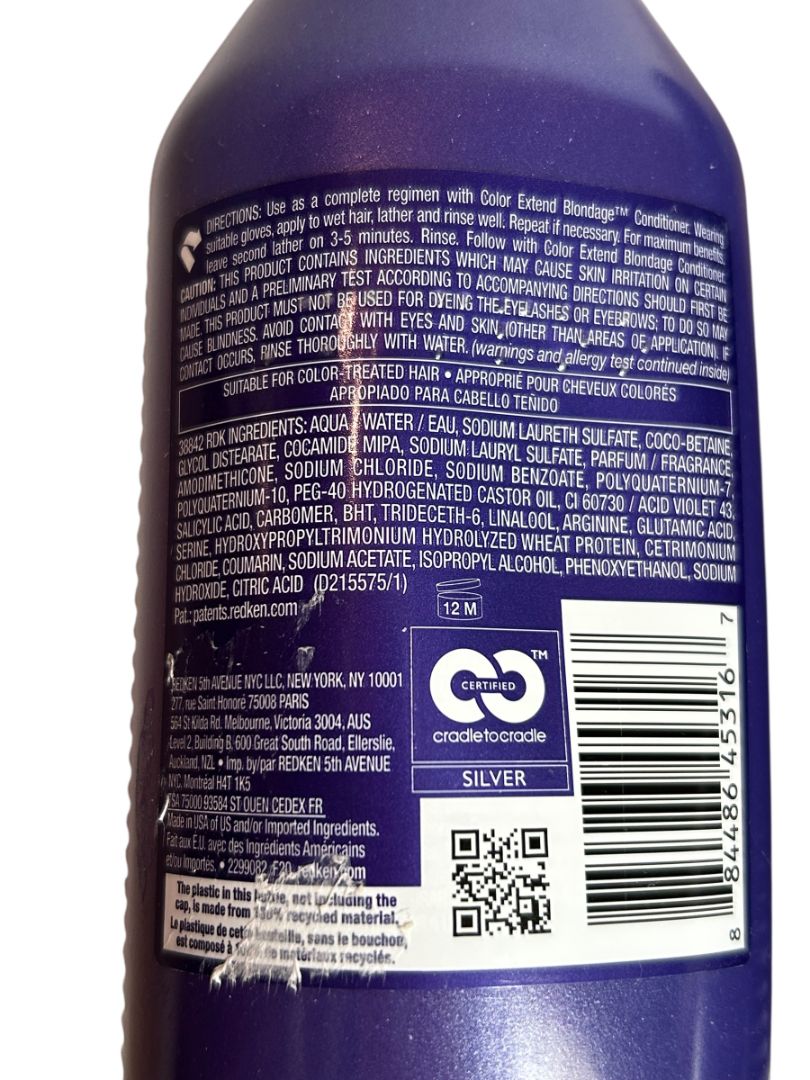 DIRECTIONS: Use as a complete regimen with Color Extend Blondage™ Conditioner. Wearing
suitable gloves, apply to wet hair, lather and rinse well. Repeat if necessary. For maximum benefits,
leave second lather on 3-5 minutes. Rinse. Follow with Color Extend Blondage Conditioner.
CAUTION: THIS PRODUCT CONTAINS INGREDIENTS WHICH MAY CAUSE SKIN IRRITATION ON CERTAIN
INDIVIDUALS AND A PRELIMINARY TEST ACCORDING TO ACCOMPANYING DIRECTIONS SHOULD FIRST BE
MADE. THIS PRODUCT MUST NOT BE USED FOR DYEING THE EYELASHES OR EYEBROWS; TO DO SO MAY
CAUSE BLINDNESS. AVOID CONTACT WITH EYES AND SKIN (OTHER THAN AREAS OF APPLICATION). IF
CONTACT OCCURS, RINSE THOROUGHLY WITH WATER. (warnings and allergy test continued inside)
SUITABLE FOR COLOR-TREATED HAIR • APPROPRIÉ POUR CHEVEUX COLORÉS
APROPIADO PARA CABELLO TEÑIDO
38842 RDK INGREDIENTS: AQUA / WATER / EAU, SODIUM LAURETH SULFATE, COCO-BETAINE,
GLYCOL DISTEARATE, COCAMIDE MIPA, SODIUM LAURYL SULFATE, PARFUM / FRAGRANCE,
AMODIMETHICONE, SODIUM CHLORIDE, SODIUM BENZOATE, POLYQUATERNIUM-7,
POLYQUATERNIUM-10, PEG-40 HYDROGENATED CASTOR OIL, CI 60730 / ACID VIOLET 43,
SALICYLIC ACID, CARBOMER, BHT, TRIDECETH-6, LINALOOL, ARGININE, GLUTAMIC ACID,
SERINE, HYDROXYPROPYLTRIMONIUM HYDROLYZED WHEAT PROTEIN, CETRIMONIUM
CHLORIDE, COUMARIN, SODIUM ACETATE, ISOPROPYL ALCOHOL, PHENOXYETHANOL, SODIUM
HYDROXIDE, CITRIC ACID (D215575/1)
Pat.: patents.redken.com
12 M
REDKEN 5th AVENUE NYC LLC, NEW YORK, NY 10001
277, rue Saint Honoré 75008 PARIS
564 St Kilda Rd. Melbourne, Victoria 3004, AUS
Level 2, Building B, 600 Great South Road, Ellerslie,
Auckland, NZL • Imp. by/par REDKEN 5th AVENUE
NYC, Montréal H4T 1K5
TSA 75000 93584 ST OUEN CEDEX FR
Made in USA of US and/or Imported Ingredients.
Fait aux É.U. avec des Ingrédients Américains
et/ou Importés. • 2299082 F20 redken.com
The plastic in this bottle, not including the
cap, is made from 100% recycled material.
Le plastique de cette bouteille, sans le bouchon,
est composé à 100% de matériaux recyclés.
TM
CERTIFIED
cradletocradle
SILVER
8 84486 45316 7